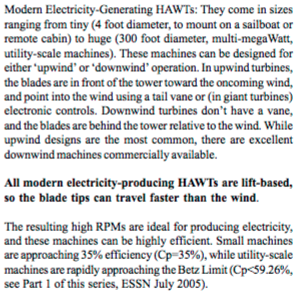 Modern Electricity-Generating HAWTs: They come in sizes
ranging from tiny (4 foot diameter, to mount on a sailboat or
remote cabin) to huge (300 foot diameter, multi-megaWatt,
utility-scale machines). These machines can be designed for
either 'upwind' or 'downwind' operation. In upwind turbines,
the blades are in front of the tower toward the oncoming wind,
and point into the wind using a tail vane or (in giant turbines)
electronic controls. Downwind turbines don't have a vane,
and the blades are behind the tower relative to the wind. While
upwind designs are the most common, there are excellent
downwind machines commercially available.
All modern electricity-producing HAWTs are lift-based,
so the blade tips can travel faster than the wind.
The resulting high RPMs are ideal for producing electricity,
and these machines can be highly efficient. Small machines
are approaching 35% efficiency (Cp=35%), while utility-scale
machines are rapidly approaching the Betz Limit (Cp<59.26%,
see Part 1 of this series, ESSN July 2005).